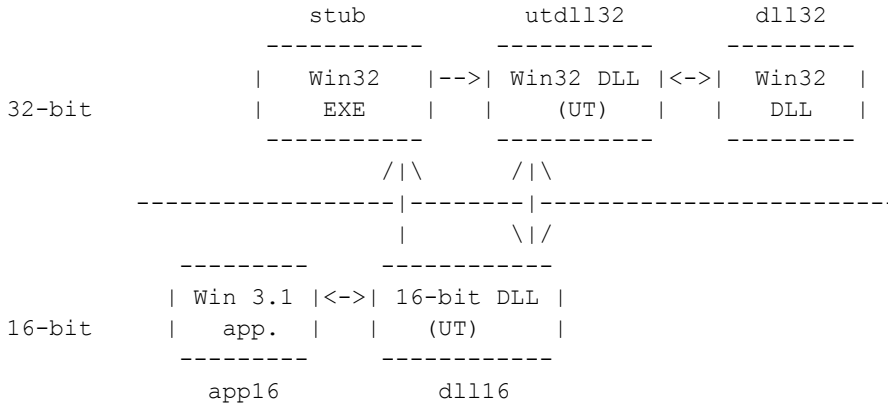 stub utdll32 dll32
----------- ----------- ---------
| Win32 |-->| Win32 DLL |<->| Win32 |
32-bit | EXE | | (UT) | | DLL |
----------- ----------- ---------
/|\ /|\
------------------|--------|-------------------------
| \|/
--------- ------------
| Win 3.1 |<->| 16-bit DLL |
16-bit | app. | | (UT) |
--------- ------------
app16 dll16